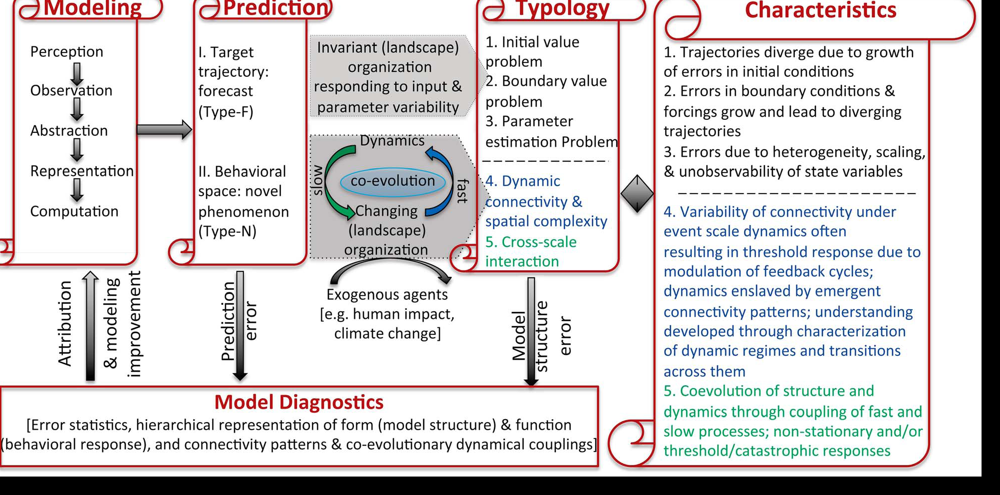 Modeling
Perception
Observation
Abstraction
Representation
Computation
Prediction
I. Target
trajectory:
forecast
(Type-F)
II. Behavioral
space: novel
phenomenon
(Type-N)
Invariant (landscape)
organization
responding to input &
parameter variability
Dynamics
slow
co-evolution
fast
Changing
(landscape)
organization
Exogenous agents
[e.g. human impact,
climate change]
Typology
1. Initial value
problem
2. Boundary value
problem
3. Parameter
estimation Problem
4. Dynamic
connectivity &
spatial complexity
5. Cross-scale
interaction
Characteristics
1. Trajectories diverge due to growth
of errors in initial conditions
2. Errors in boundary conditions &
forcings grow and lead to diverging
trajectories
3. Errors due to heterogeneity, scaling,
& unobservability of state variables
4. Variability of connectivity under
event scale dynamics often
resulting in threshold response due to
modulation of feedback cycles;
dynamics enslaved by emergent
connectivity patterns; understanding
developed through characterization
of dynamic regimes and transitions
across them
5. Coevolution of structure and
dynamics through coupling of fast and
slow processes; non-stationary and/or
threshold/catastrophic responses
Attribution
& modeling
improvement
Prediction
error
Model
structure
error
Model Diagnostics
[Error statistics, hierarchical representation of form (model structure) & function
(behavioral response), and connectivity patterns & co-evolutionary dynamical couplings]